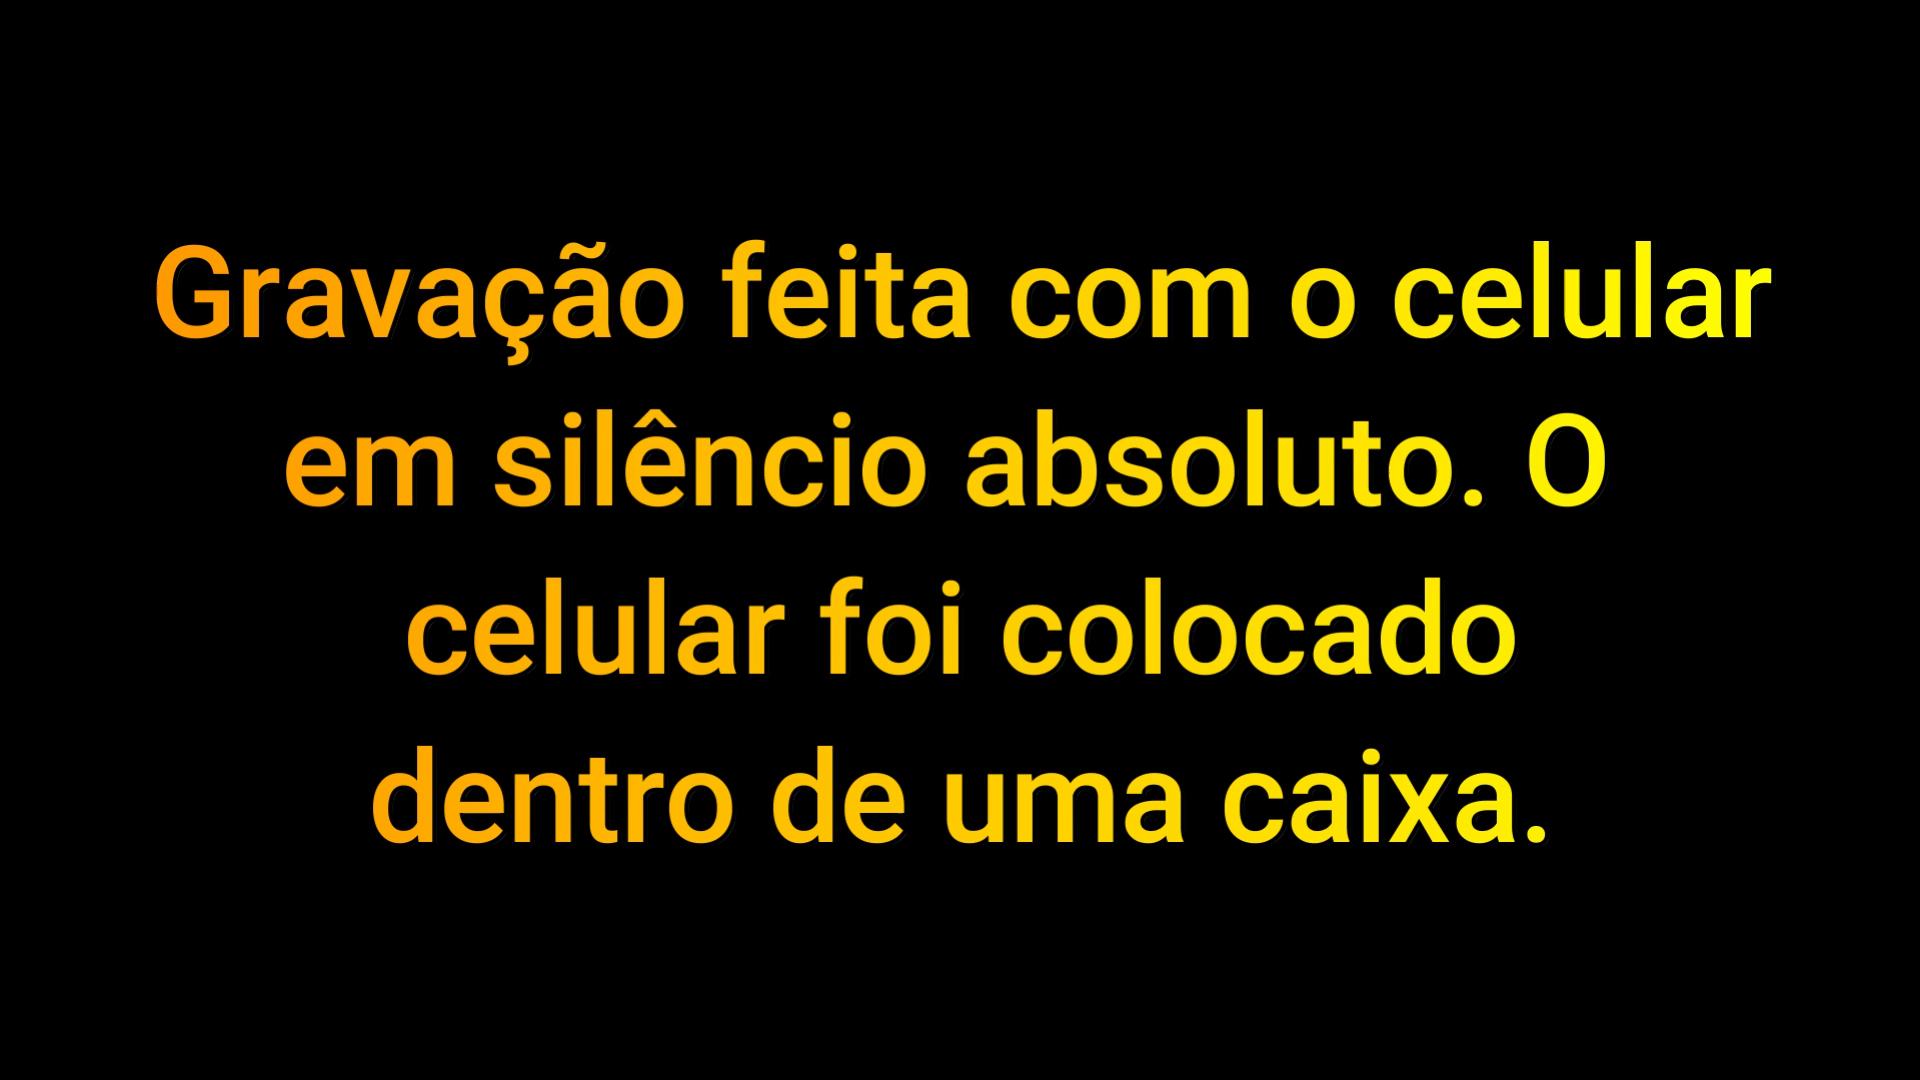 Gravação feita com o celular
em silêncio absoluto. O
celular foi colocado
dentro de uma caixa.